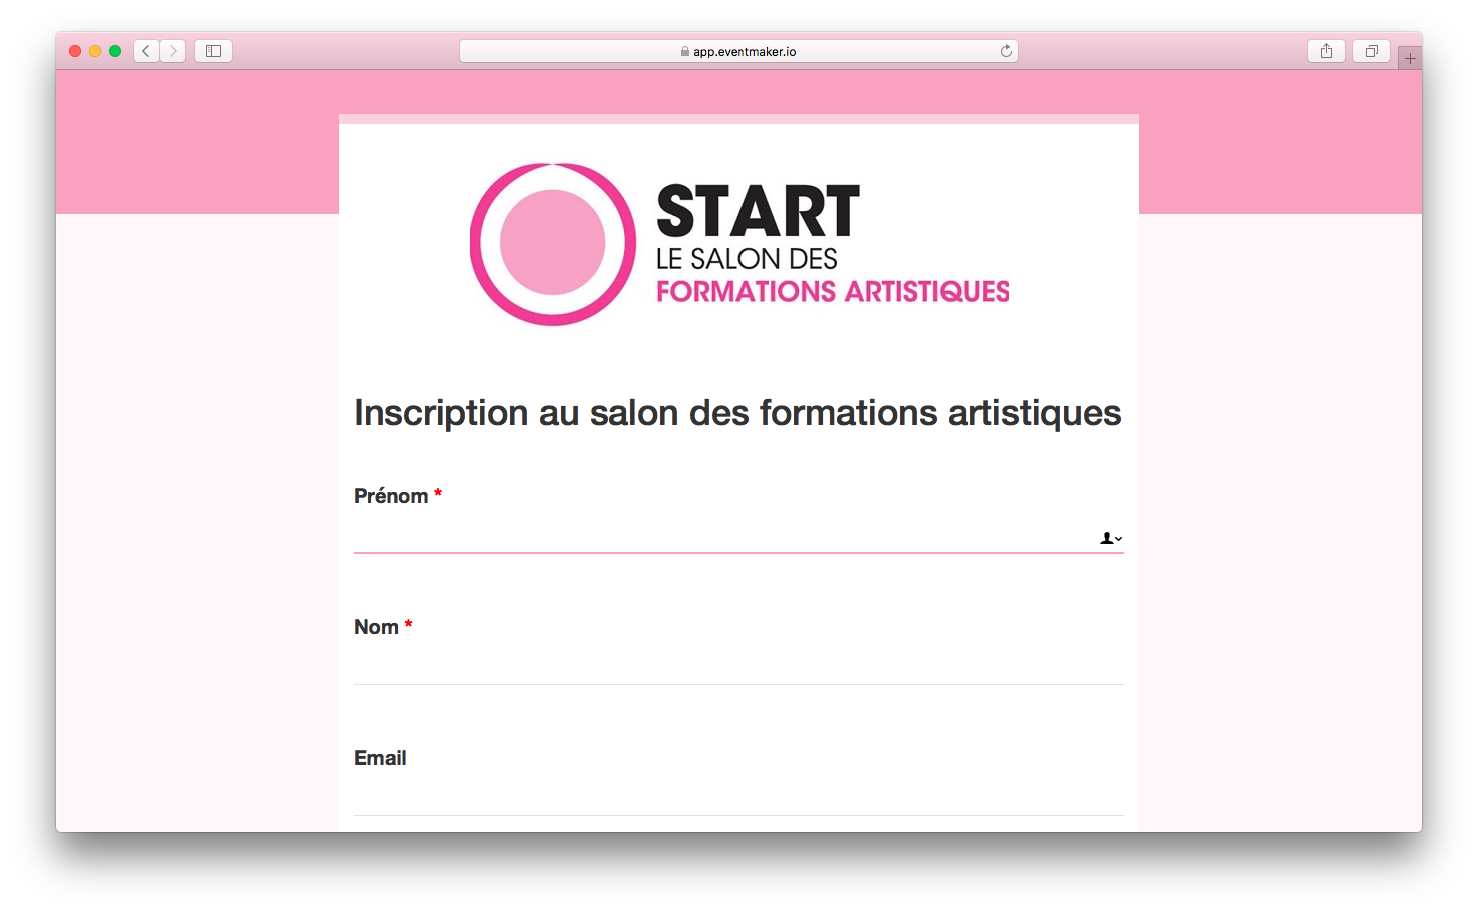 app.eventmaker.io
START
LE SALON DES
FORMATIONS ARTISTIQUES
Inscription au salon des formations artistiques
Prénom *
Nom *
Email